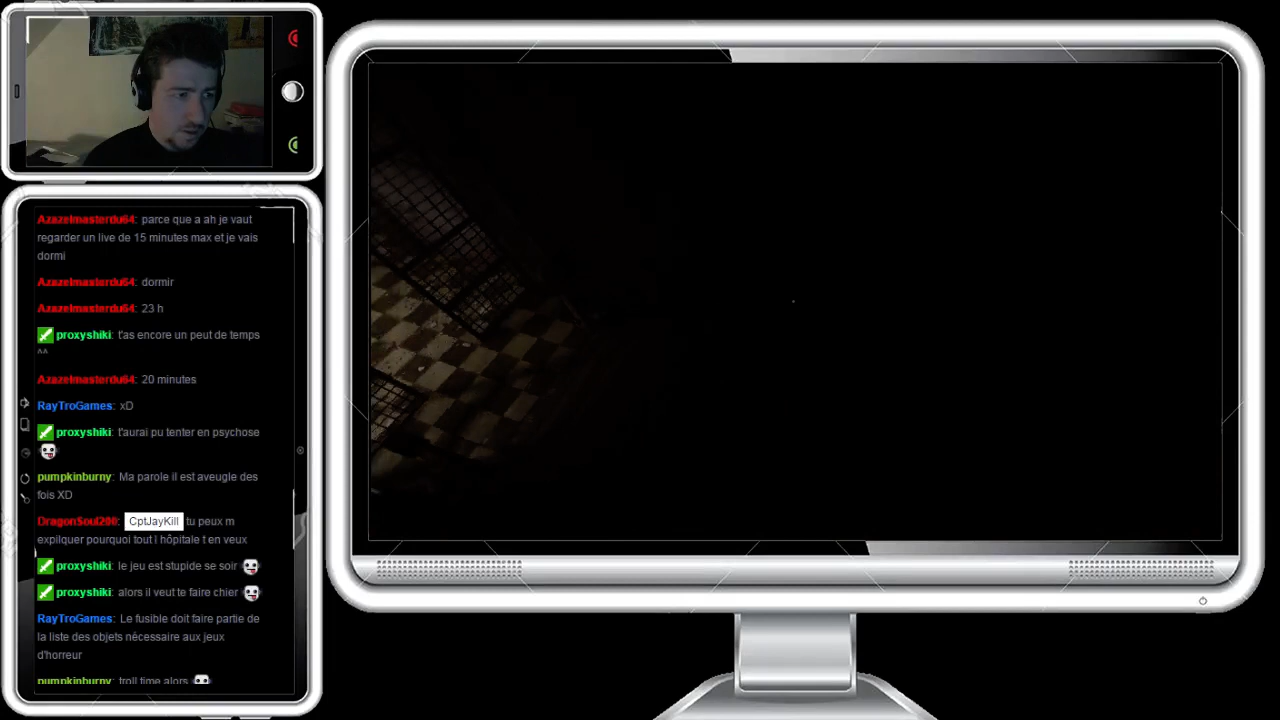 Azazelmasterdu64: parce que a ah je vaut
regarder un live de 15 minutes max et je vais
dormi
Azazelmasterdu64: dormir
Azazelmasterdu64: 23 h
proxyshiki: t'as encore un peut de temps
^^
Azazelmasterdu64: 20 minutes
RayTroGames: xD
proxyshiki: t'aurai pu tenter en psychose
pumpkinburny: Ma parole il est aveugle des
fois XD
DragonSoul200: CptJayKill tu peux m
expilquer pourquoi tout l hôpitale t en veux
proxyshiki: le jeu est stupide se soir
proxyshiki: alors il veut te faire chier
RayTroGames: Le fusible doit faire partie de
la liste des objets nécessaire aux jeux
d'horreur
pumpkinburny: troll time alors